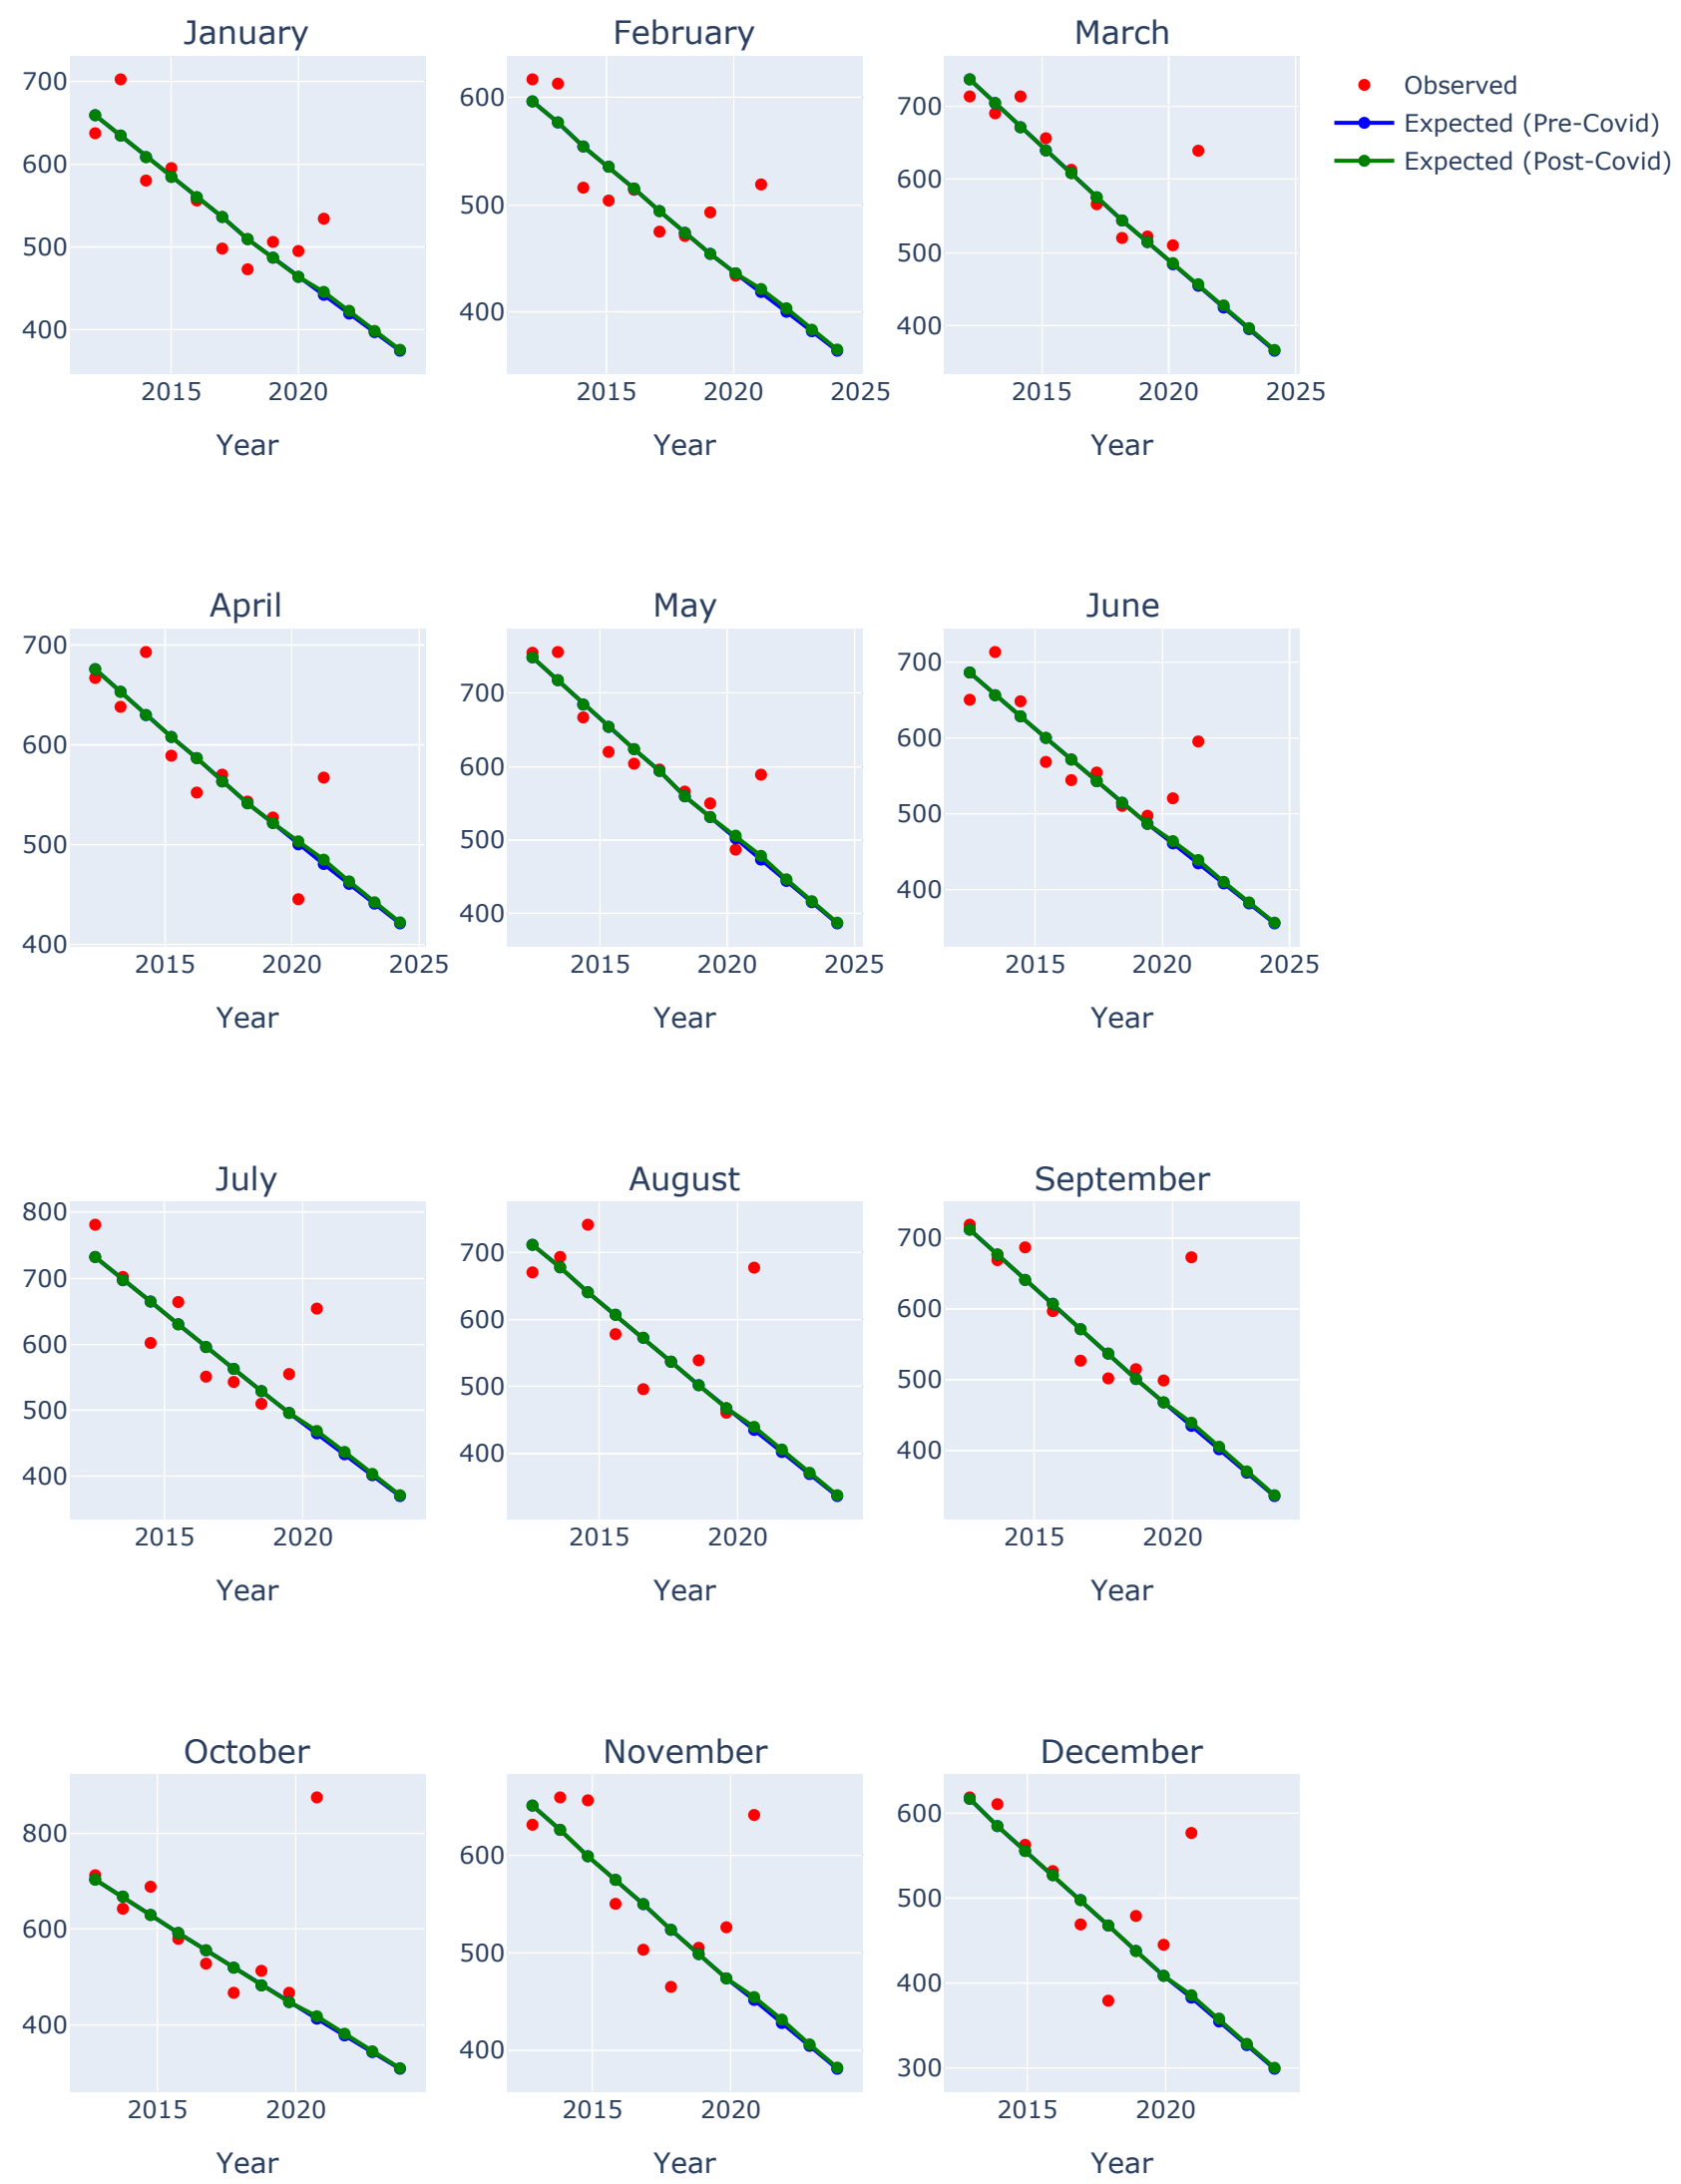 January
February
March
700
600
500
400
2015
2020
Year
600
500
400
2015
2020
2025
Year
700
600
500
400
2015
2020
2025
Year
Observed
Expected (Pre-Covid)
Expected (Post-Covid)
April
May
June
700
600
500
400
2015
2020
2025
Year
700
600
500
400
2015
2020
2025
Year
700
600
500
400
2015
2020
2025
Year
July
August
September
800
700
600
500
400
2015
2020
Year
700
600
500
400
2015
2020
Year
700
600
500
400
2015
2020
Year
October
November
December
800
600
400
2015
2020
Year
600
500
400
2015
2020
Year
600
500
400
300
2015
2020
Year